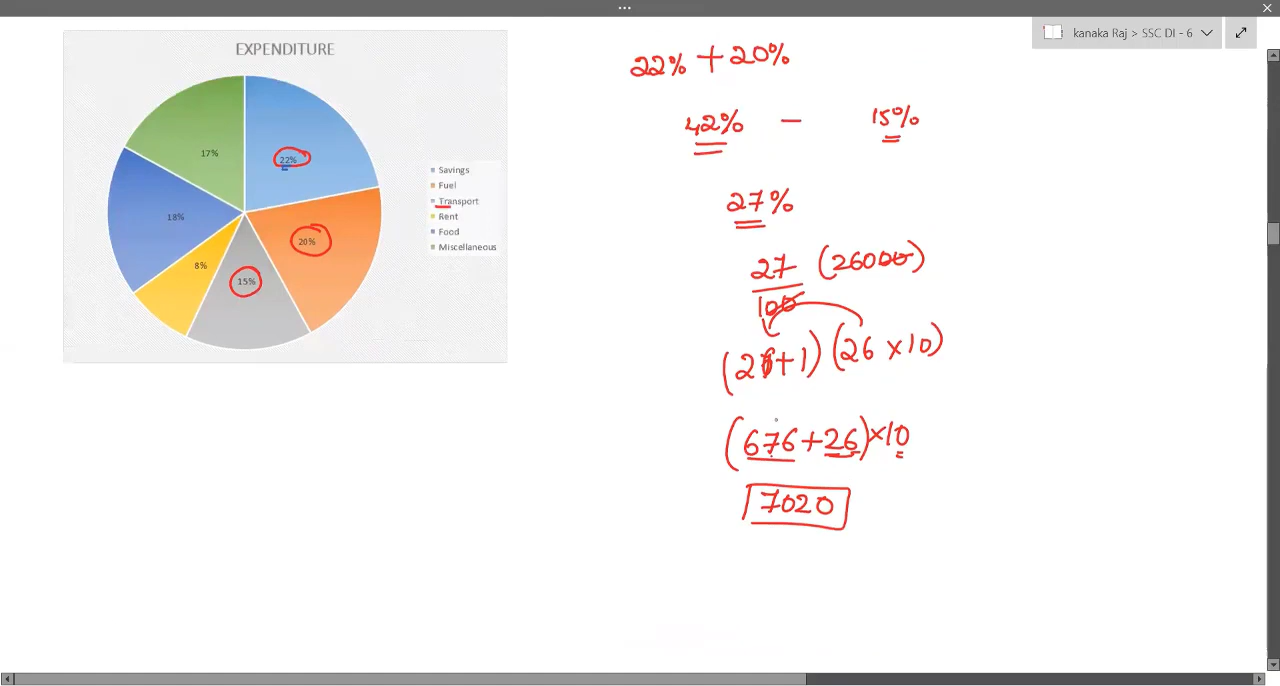 ...
kanaka Raj > SSC DI - 6
EXPENDITURE
22%
20%
15%
8%
18%
17%
Savings
Fuel
Transport
Rent
Food
Miscellaneous
22% + 20%
42% - 15%
27%
27 (26000)
100
(26+1) (26 × 10)
(676+26)×10
7020